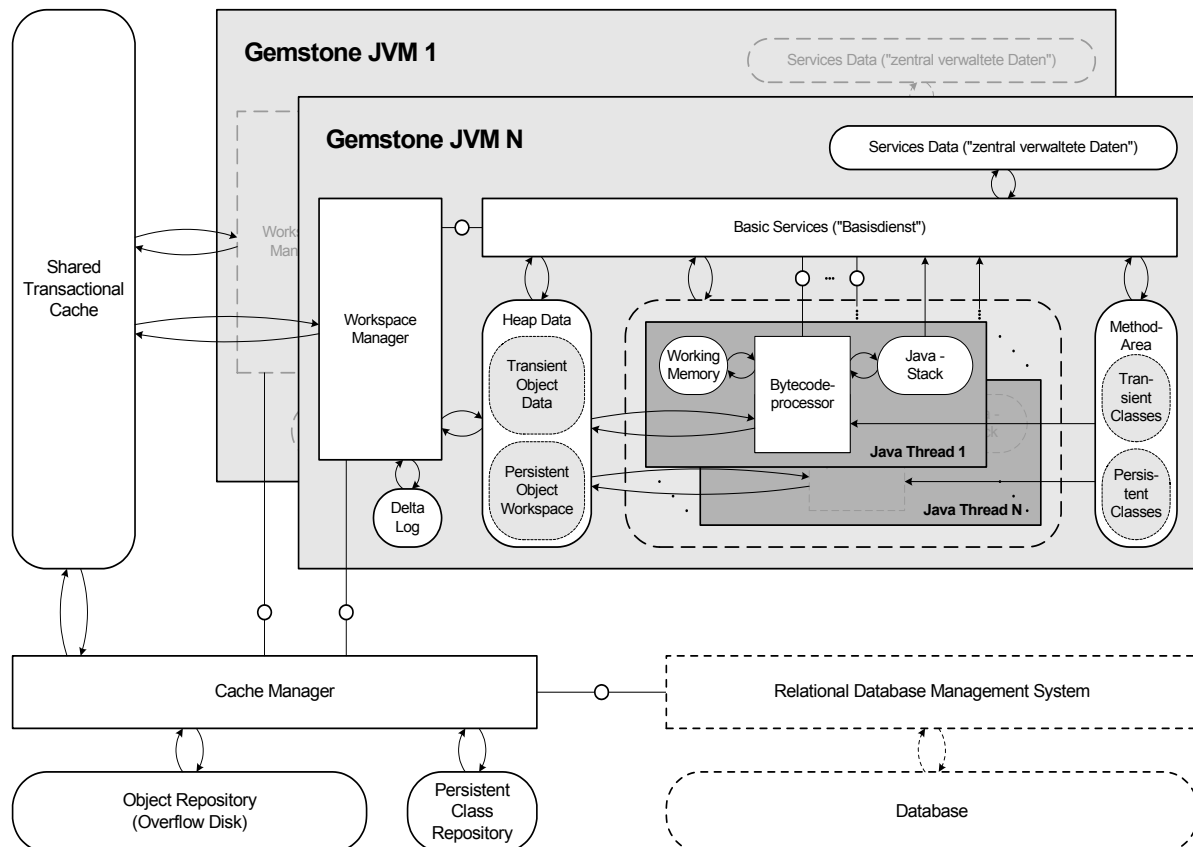 Gemstone JVM 1
Services Data ("zentral verwaltete Daten")
Gemstone JVM N
Services Data ("zentral verwaltete Daten")
Basic Services ("Basisdienst")
...
Shared
Transactional
Cache
Workspace
Manager
Heap Data
Transient
Object
Data
Persistent
Object
Workspace
Delta
Log
Working
Memory
Bytecode-
processor
Java -
Stack
Java Thread 1
Java Thread N
Method-
Area
Tran-
sient
Classes
Persis-
tent
Classes
Cache Manager
Relational Database Management System
Object Repository
(Overflow Disk)
Persistent
Class
Repository
Database